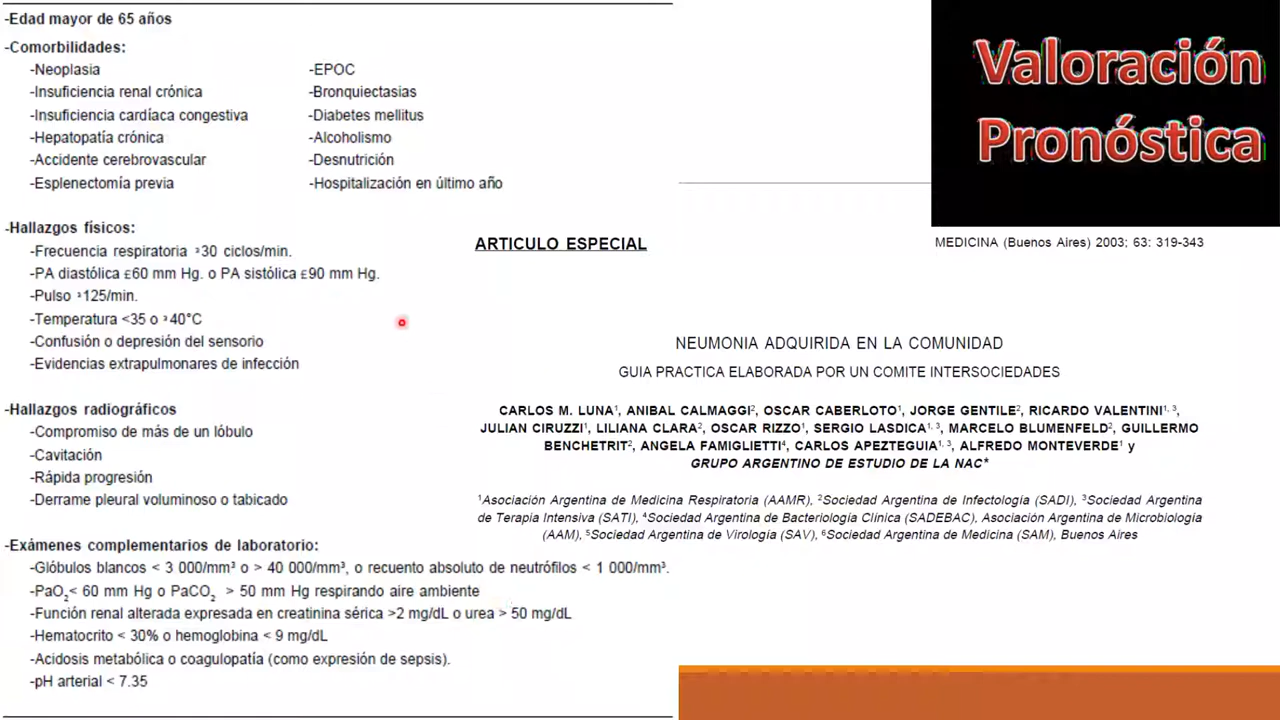 -Edad mayor de 65 años
-Comorbilidades:
-Neoplasia
-EPOC
-Insuficiencia renal crónica
-Bronquiectasias
-Insuficiencia cardíaca congestiva
-Diabetes mellitus
-Hepatopatía crónica
-Alcoholismo
-Accidente cerebrovascular
-Desnutrición
-Esplenectomía previa
-Hospitalización en último año
-Hallazgos físicos:
-Frecuencia respiratoria ³30 ciclos/min.
-PA diastólica £60 mm Hg. o PA sistólica £90 mm Hg.
-Pulso ³125/min.
-Temperatura <35 o ³40°C
-Confusión o depresión del sensorio
-Evidencias extrapulmonares de infección
-Hallazgos radiográficos
-Compromiso de más de un lóbulo
-Cavitación
-Rápida progresión
-Derrame pleural voluminoso o tabicado
-Exámenes complementarios de laboratorio:
-Glóbulos blancos < 3 000/mm³ o > 40 000/mm³, o recuento absoluto de neutrófilos < 1 000/mm³.
-PaO₂< 60 mm Hg o PaCO₂ > 50 mm Hg respirando aire ambiente
-Función renal alterada expresada en creatinina sérica >2 mg/dL o urea > 50 mg/dL
-Hematocrito < 30% o hemoglobina < 9 mg/dL
-Acidosis metabólica o coagulopatía (como expresión de sepsis).
-pH arterial < 7.35
Valoración
Pronóstica
ARTICULO ESPECIAL
MEDICINA (Buenos Aires) 2003; 63: 319-343
NEUMONIA ADQUIRIDA EN LA COMUNIDAD
GUIA PRACTICA ELABORADA POR UN COMITE INTERSOCIEDADES
CARLOS M. LUNA¹, ANIBAL CALMAGGI², OSCAR CABERLOTO¹, JORGE GENTILE², RICARDO VALENTINI¹,³,
JULIAN CIRUZZI¹, LILIANA CLARA², OSCAR RIZZO¹, SERGIO LASDICA¹,³, MARCELO BLUMENFELD², GUILLERMO
BENCHETRIT², ANGELA FAMIGLIETTI⁴, CARLOS APEZTEGUIA¹,³, ALFREDO MONTEVERDE¹ y
GRUPO ARGENTINO DE ESTUDIO DE LA NAC*
¹Asociación Argentina de Medicina Respiratoria (AAMR), ²Sociedad Argentina de Infectología (SADI), ³Sociedad Argentina
de Terapia Intensiva (SATI), ⁴Sociedad Argentina de Bacteriología Clínica (SADEBAC), Asociación Argentina de Microbiología
(AAM), ⁵Sociedad Argentina de Virología (SAV), ⁶Sociedad Argentina de Medicina (SAM), Buenos Aires